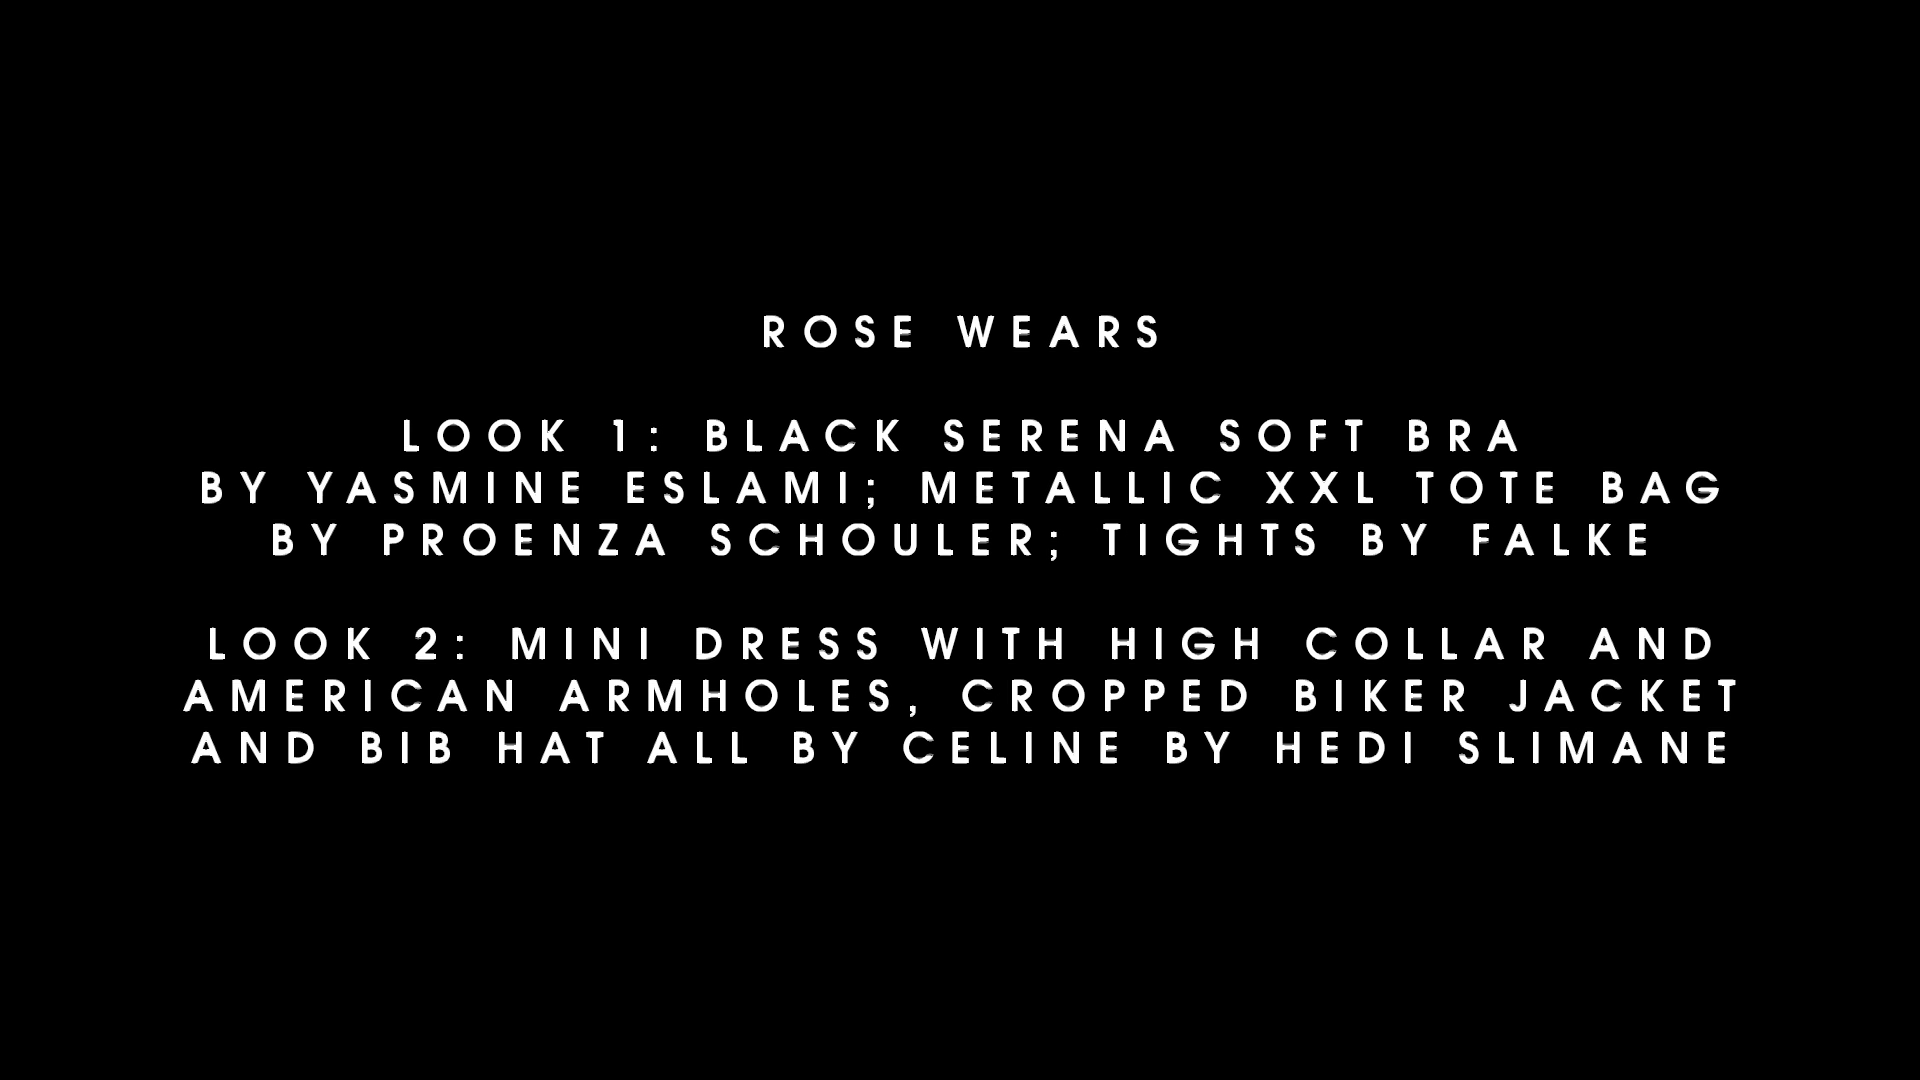 ROSE WEARS
LOOK 1: BLACK SERENA SOFT BRA
BY YASMINE ESLAMI; METALLIC XXL TOTE BAG
BY PROENZA SCHOULER; TIGHTS BY FALKE
LOOK 2: MINI DRESS WITH HIGH COLLAR AND
AMERICAN ARMHOLES, CROPPED BIKER JACKET
AND BIB HAT ALL BY CELINE BY HEDI SLIMANE